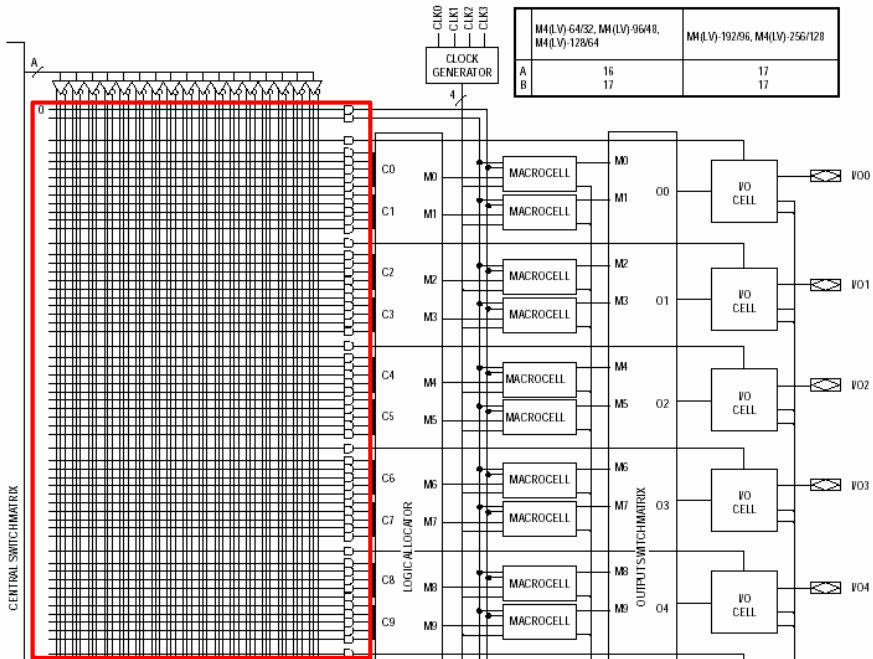 CLK0
CLK1
CLK2
CLK3
M4(LV)-64/32, M4(LV)-96/48,
M4(LV)-128/64
M4(LV)-192/96, M4(LV)-256/128
A 16 17
B 17 17
CLOCK
GENERATOR
A
4
0
CENTRAL SWITCH MATRIX
C0
C1
C2
C3
C4
C5
C6
C7
C8
C9
LOGIC ALLOCATOR
M0
M1
M2
M3
M4
M5
M6
M7
M8
M9
MACROCELL
MACROCELL
MACROCELL
MACROCELL
MACROCELL
MACROCELL
MACROCELL
MACROCELL
MACROCELL
MACROCELL
M0
M1
M2
M3
M4
M5
M6
M7
M8
M9
OUTPUT SWITCH MATRIX
O0
O1
O2
O3
O4
I/O
CELL
I/O
CELL
I/O
CELL
I/O
CELL
I/O
CELL
I/O0
I/O1
I/O2
I/O3
I/O4